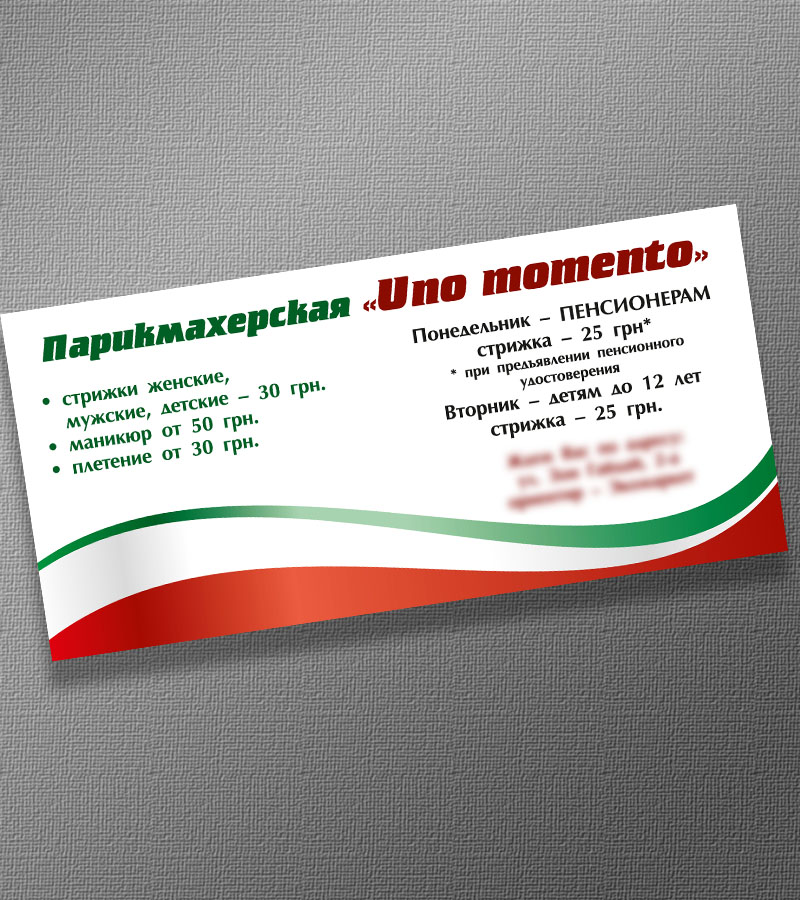 Парикмахерская «Uno momento»
• стрижки женские,
мужские, детские – 30 грн.
• маникюр от 50 грн.
• плетение от 30 грн.
Понедельник – ПЕНСИОНЕРАМ
стрижка – 25 грн*
* при предъявлении пенсионного
удостоверения
Вторник – детям до 12 лет
стрижка – 25 грн.